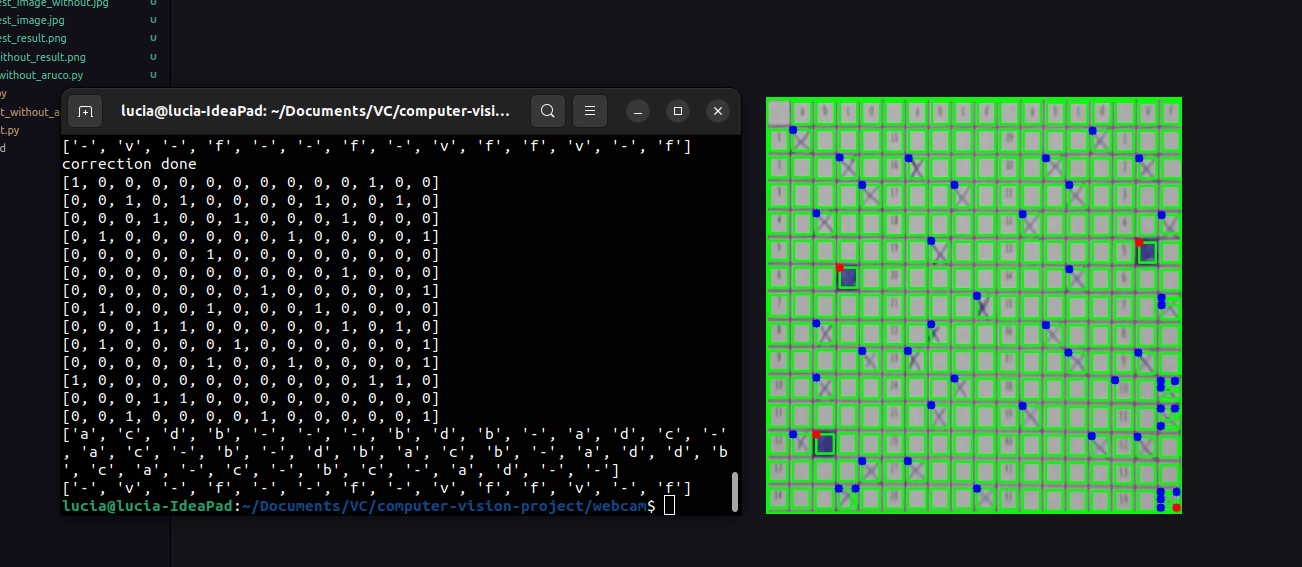 est_image_without.jpg U
est_image.jpg U
est_result.png U
ithout_result.png U
without_aruco.py U
py
t_without_a
t.py
d
lucia@lucia-IdeaPad: ~/Documents/VC/computer-vision-project/webcam
['-', 'v', '-', 'f', '-', '-', 'f', '-', 'v', 'f', 'f', 'v', '-', 'f']
correction done
[1, 0, 0, 0, 0, 0, 0, 0, 0, 0, 0, 1, 0, 0]
[0, 0, 1, 0, 1, 0, 0, 0, 0, 1, 0, 0, 1, 0]
[0, 0, 0, 1, 0, 0, 1, 0, 0, 0, 1, 0, 0, 0]
[0, 1, 0, 0, 0, 0, 0, 0, 1, 0, 0, 0, 0, 1]
[0, 0, 0, 0, 0, 1, 0, 0, 0, 0, 0, 0, 0, 0]
[0, 0, 0, 0, 0, 0, 0, 0, 0, 0, 1, 0, 0, 0]
[0, 0, 0, 0, 0, 0, 0, 1, 0, 0, 0, 0, 0, 1]
[0, 1, 0, 0, 0, 1, 0, 0, 0, 1, 0, 0, 0, 0]
[0, 0, 0, 1, 1, 0, 0, 0, 0, 0, 1, 0, 1, 0]
[0, 1, 0, 0, 0, 0, 1, 0, 0, 0, 0, 0, 0, 1]
[0, 0, 0, 0, 0, 1, 0, 0, 1, 0, 0, 0, 0, 1]
[1, 0, 0, 0, 0, 0, 0, 0, 0, 0, 0, 1, 1, 0]
[0, 0, 0, 1, 1, 0, 0, 0, 0, 0, 0, 0, 0, 0]
[0, 0, 1, 0, 0, 0, 0, 1, 0, 0, 0, 0, 0, 1]
['a', 'c', 'd', 'b', '-', '-', '-', 'b', 'd', 'b', '-', 'a', 'd', 'c', '-'
, 'a', 'c', '-', 'b', '-', 'd', 'b', 'a', 'c', 'b', '-', 'a', 'd', 'd', 'b
', 'c', 'a', '-', 'c', '-', 'b', 'c', '-', 'a', 'd', '-', '-']
['-', 'v', '-', 'f', '-', '-', 'f', '-', 'v', 'f', 'f', 'v', '-', 'f']
lucia@lucia-IdeaPad:~/Documents/VC/computer-vision-project/webcam$